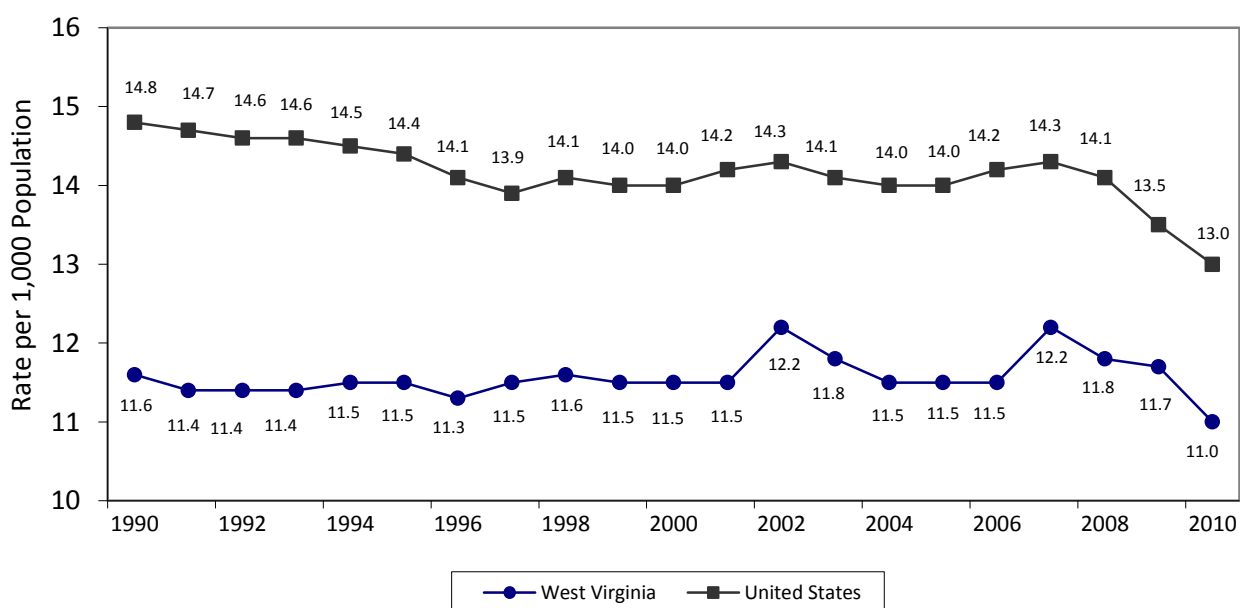 Rate per 1,000 Population
16
15
14
13
12
11
10
14.8 14.7 14.6 14.6 14.5 14.4 14.1 13.9 14.1 14.0 14.0 14.2 14.3 14.1 14.0 14.0 14.2 14.3 14.1 13.5 13.0
11.6 11.4 11.4 11.4 11.5 11.5 11.3 11.5 11.6 11.5 11.5 11.5 12.2 11.8 11.5 11.5 11.5 12.2 11.8 11.7 11.0
1990 1992 1994 1996 1998 2000 2002 2004 2006 2008 2010
West Virginia United States